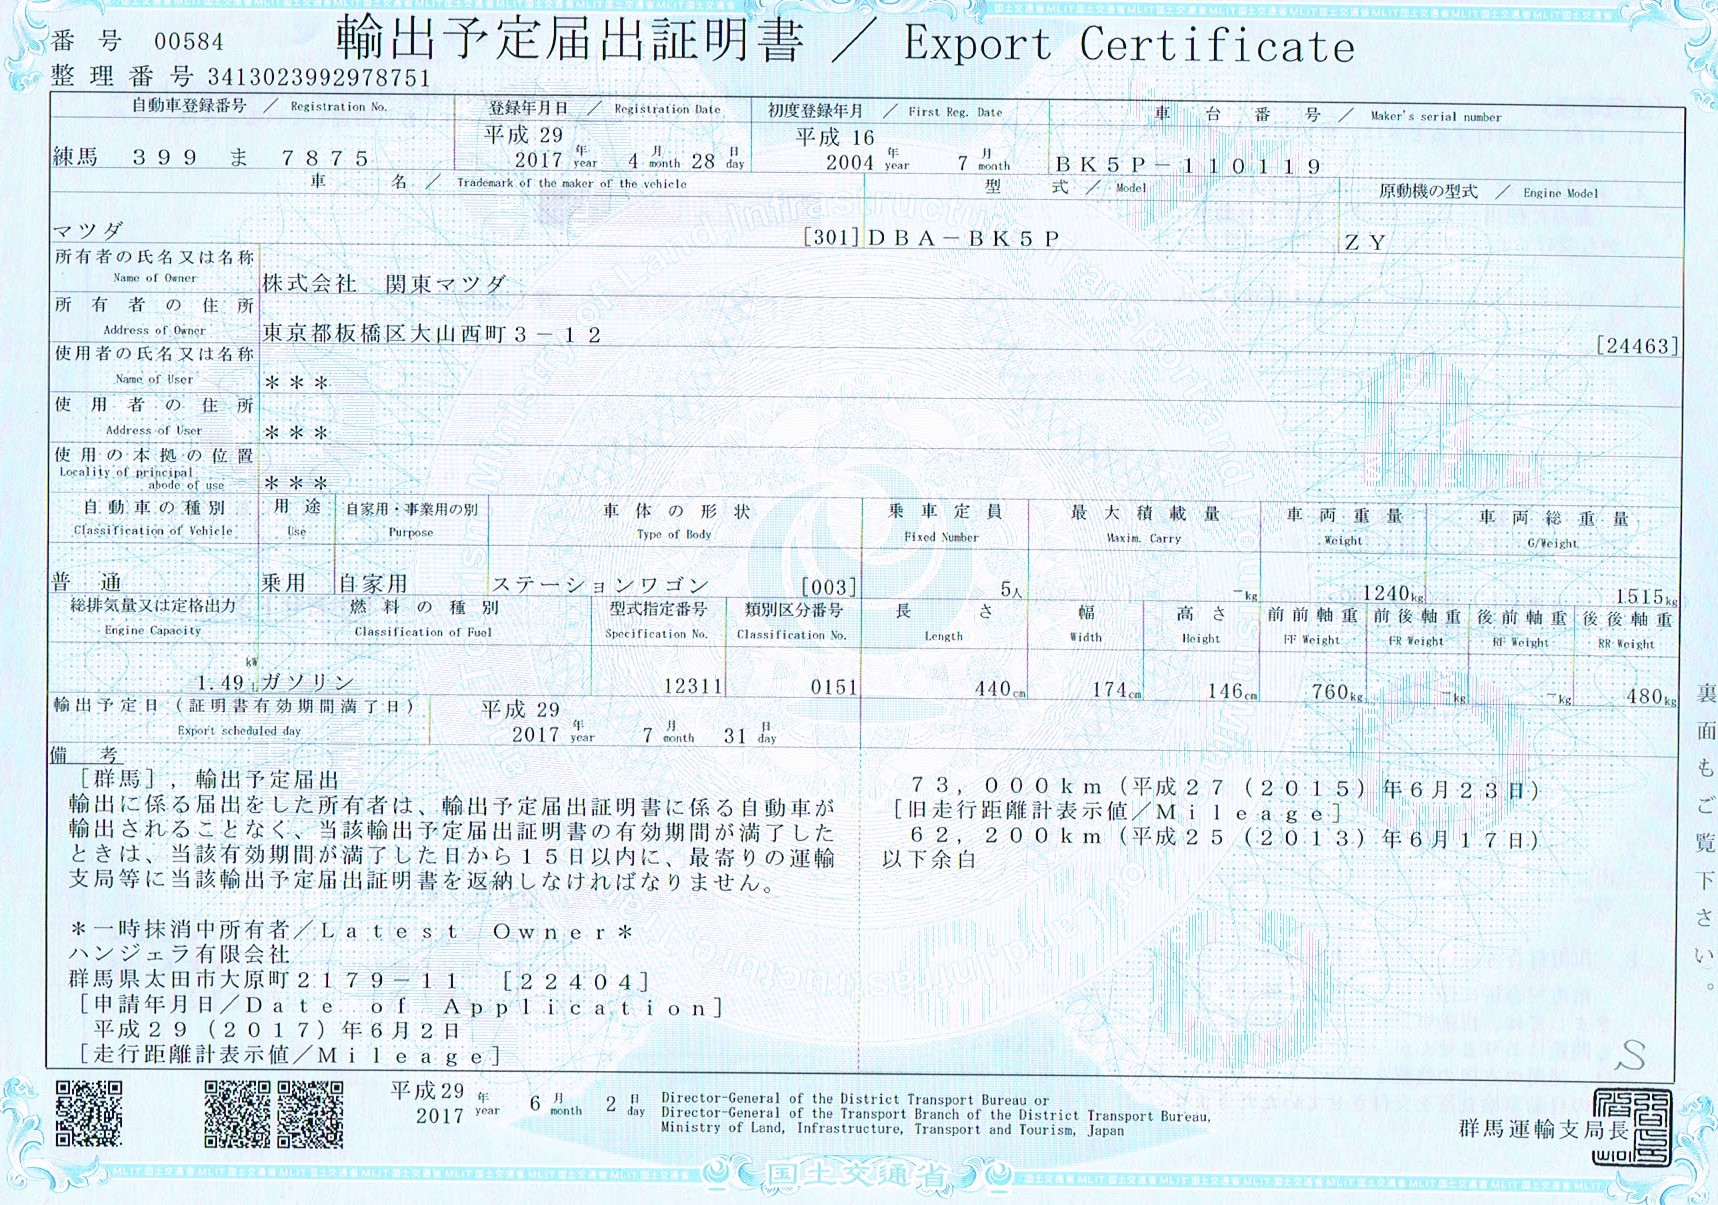 番号 00584
輸出予定届出証明書 ／ Export Certificate
整理番号 3413023992978751
自動車登録番号 ／ Registration No.
登録年月日 ／ Registration Date
初度登録年月 ／ First Reg. Date
車台番号 ／ Maker's serial number
練馬 ３９９ ま ７８７５
平成 29
2017 年 year 4 月 month 28 日 day
平成 16
2004 年 year 7 月 month
ＢＫ５Ｐ－１１０１１９
車名 ／ Trademark of the maker of the vehicle
型式 ／ Model
原動機の型式 ／ Engine Model
マツダ [301] ＤＢＡ－ＢＫ５Ｐ ＺＹ
所有者の氏名又は名称
Name of Owner
株式会社 関東マツダ
所有者の住所
Address of Owner
東京都板橋区大山西町３－１２ [24463]
使用者の氏名又は名称
Name of User
＊＊＊
使用者の住所
Address of User
＊＊＊
使用の本拠の位置
Locality of principal
abode of use
＊＊＊
自動車の種別 用途 自家用・事業用の別 車体の形状 乗車定員 最大積載量 車両重量 車両総重量
Classification of Vehicle Use Purpose Type of Body Fixed Number Maxim. Carry Weight G/Weight
普通 乗用 自家用 ステーションワゴン [003] 5人 －kg 1240kg 1515kg
総排気量又は定格出力 燃料の種別 型式指定番号 類別区分番号 長さ 幅 高さ 前前軸重 前後軸重 後前軸重 後後軸重
Engine Capacity Classification of Fuel Specification No. Classification No. Length Width Height FF Weight FR Weight RF Weight RR Weight
kW
1.49 L ガソリン 12311 0151 440cm 174cm 146cm 760kg －kg －kg 480kg
輸出予定日（証明書有効期間満了日）
Export scheduled day
平成 29
2017 年 year 7 月 month 31 日 day
備考
［群馬］，輸出予定届出
輸出に係る届出をした所有者は、輸出予定届出証明書に係る自動車が
輸出されることなく、当該輸出予定届出証明書の有効期間が満了した
ときは、当該有効期間が満了した日から１５日以内に、最寄りの運輸
支局等に当該輸出予定届出証明書を返納しなければなりません。
＊一時抹消中所有者／Ｌａｔｅｓｔ Ｏｗｎｅｒ＊
ハンジェラ有限会社
群馬県太田市大原町２１７９－１１ ［２２４０４］
［申請年月日／Ｄａｔｅ ｏｆ Ａｐｐｌｉｃａｔｉｏｎ］
平成２９（２０１７）年６月２日
［走行距離計表示値／Ｍｉｌｅａｇｅ］
７３，０００ｋｍ（平成２７（２０１５）年６月２３日）
［旧走行距離計表示値／Ｍｉｌｅａｇｅ］
６２，２００ｋｍ（平成２５（２０１３）年６月１７日）
以下余白
裏面もご覧下さい。
S
平成29
2017 年 year 6 月 month 2 日 day
Director-General of the District Transport Bureau or
Director-General of the Transport Branch of the District Transport Bureau,
Ministry of Land, Infrastructure, Transport and Tourism, Japan
群馬運輸支局長
国土交通省